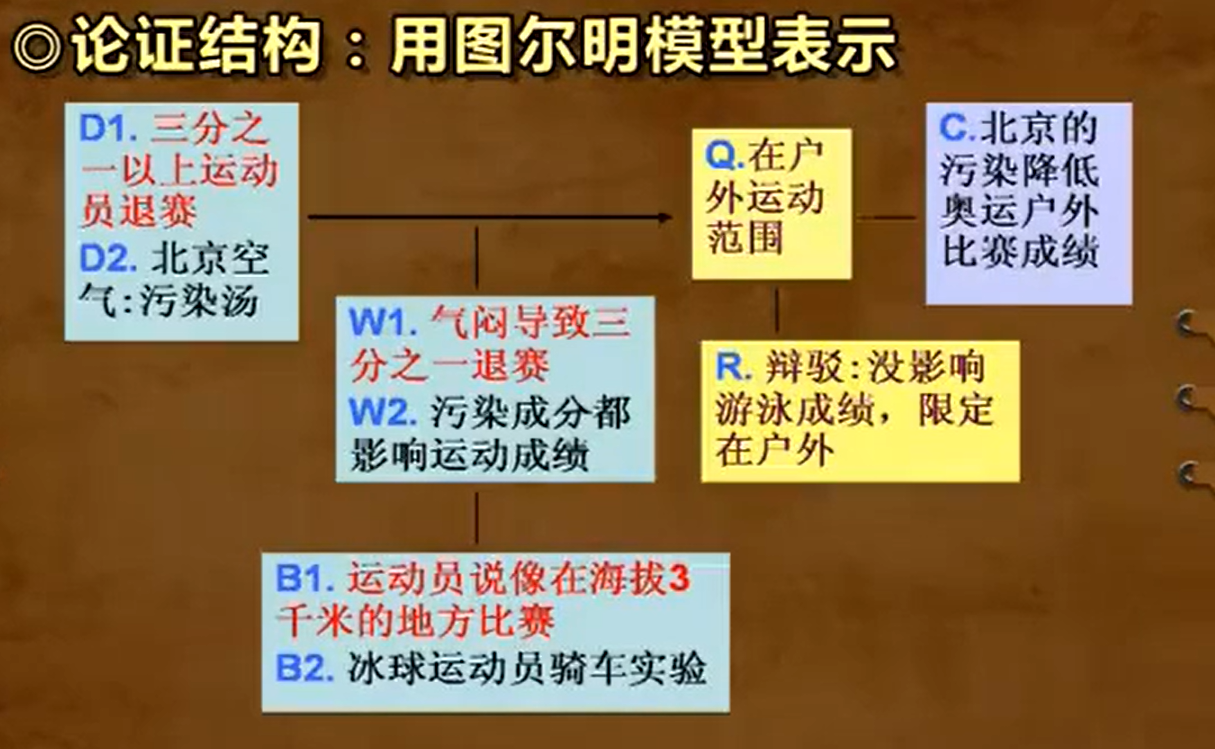 ◎论证结构：用图尔明模型表示
D1. 三分之
一以上运动
员退赛
D2. 北京空
气:污染汤
Q.在户
外运动
范围
C.北京的
污染降低
奥运户外
比赛成绩
W1. 气闷导致三
分之一退赛
W2. 污染成分都
影响运动成绩
R. 辩驳:没影响
游泳成绩，限定
在户外
B1. 运动员说像在海拔3
千米的地方比赛
B2. 冰球运动员骑车实验